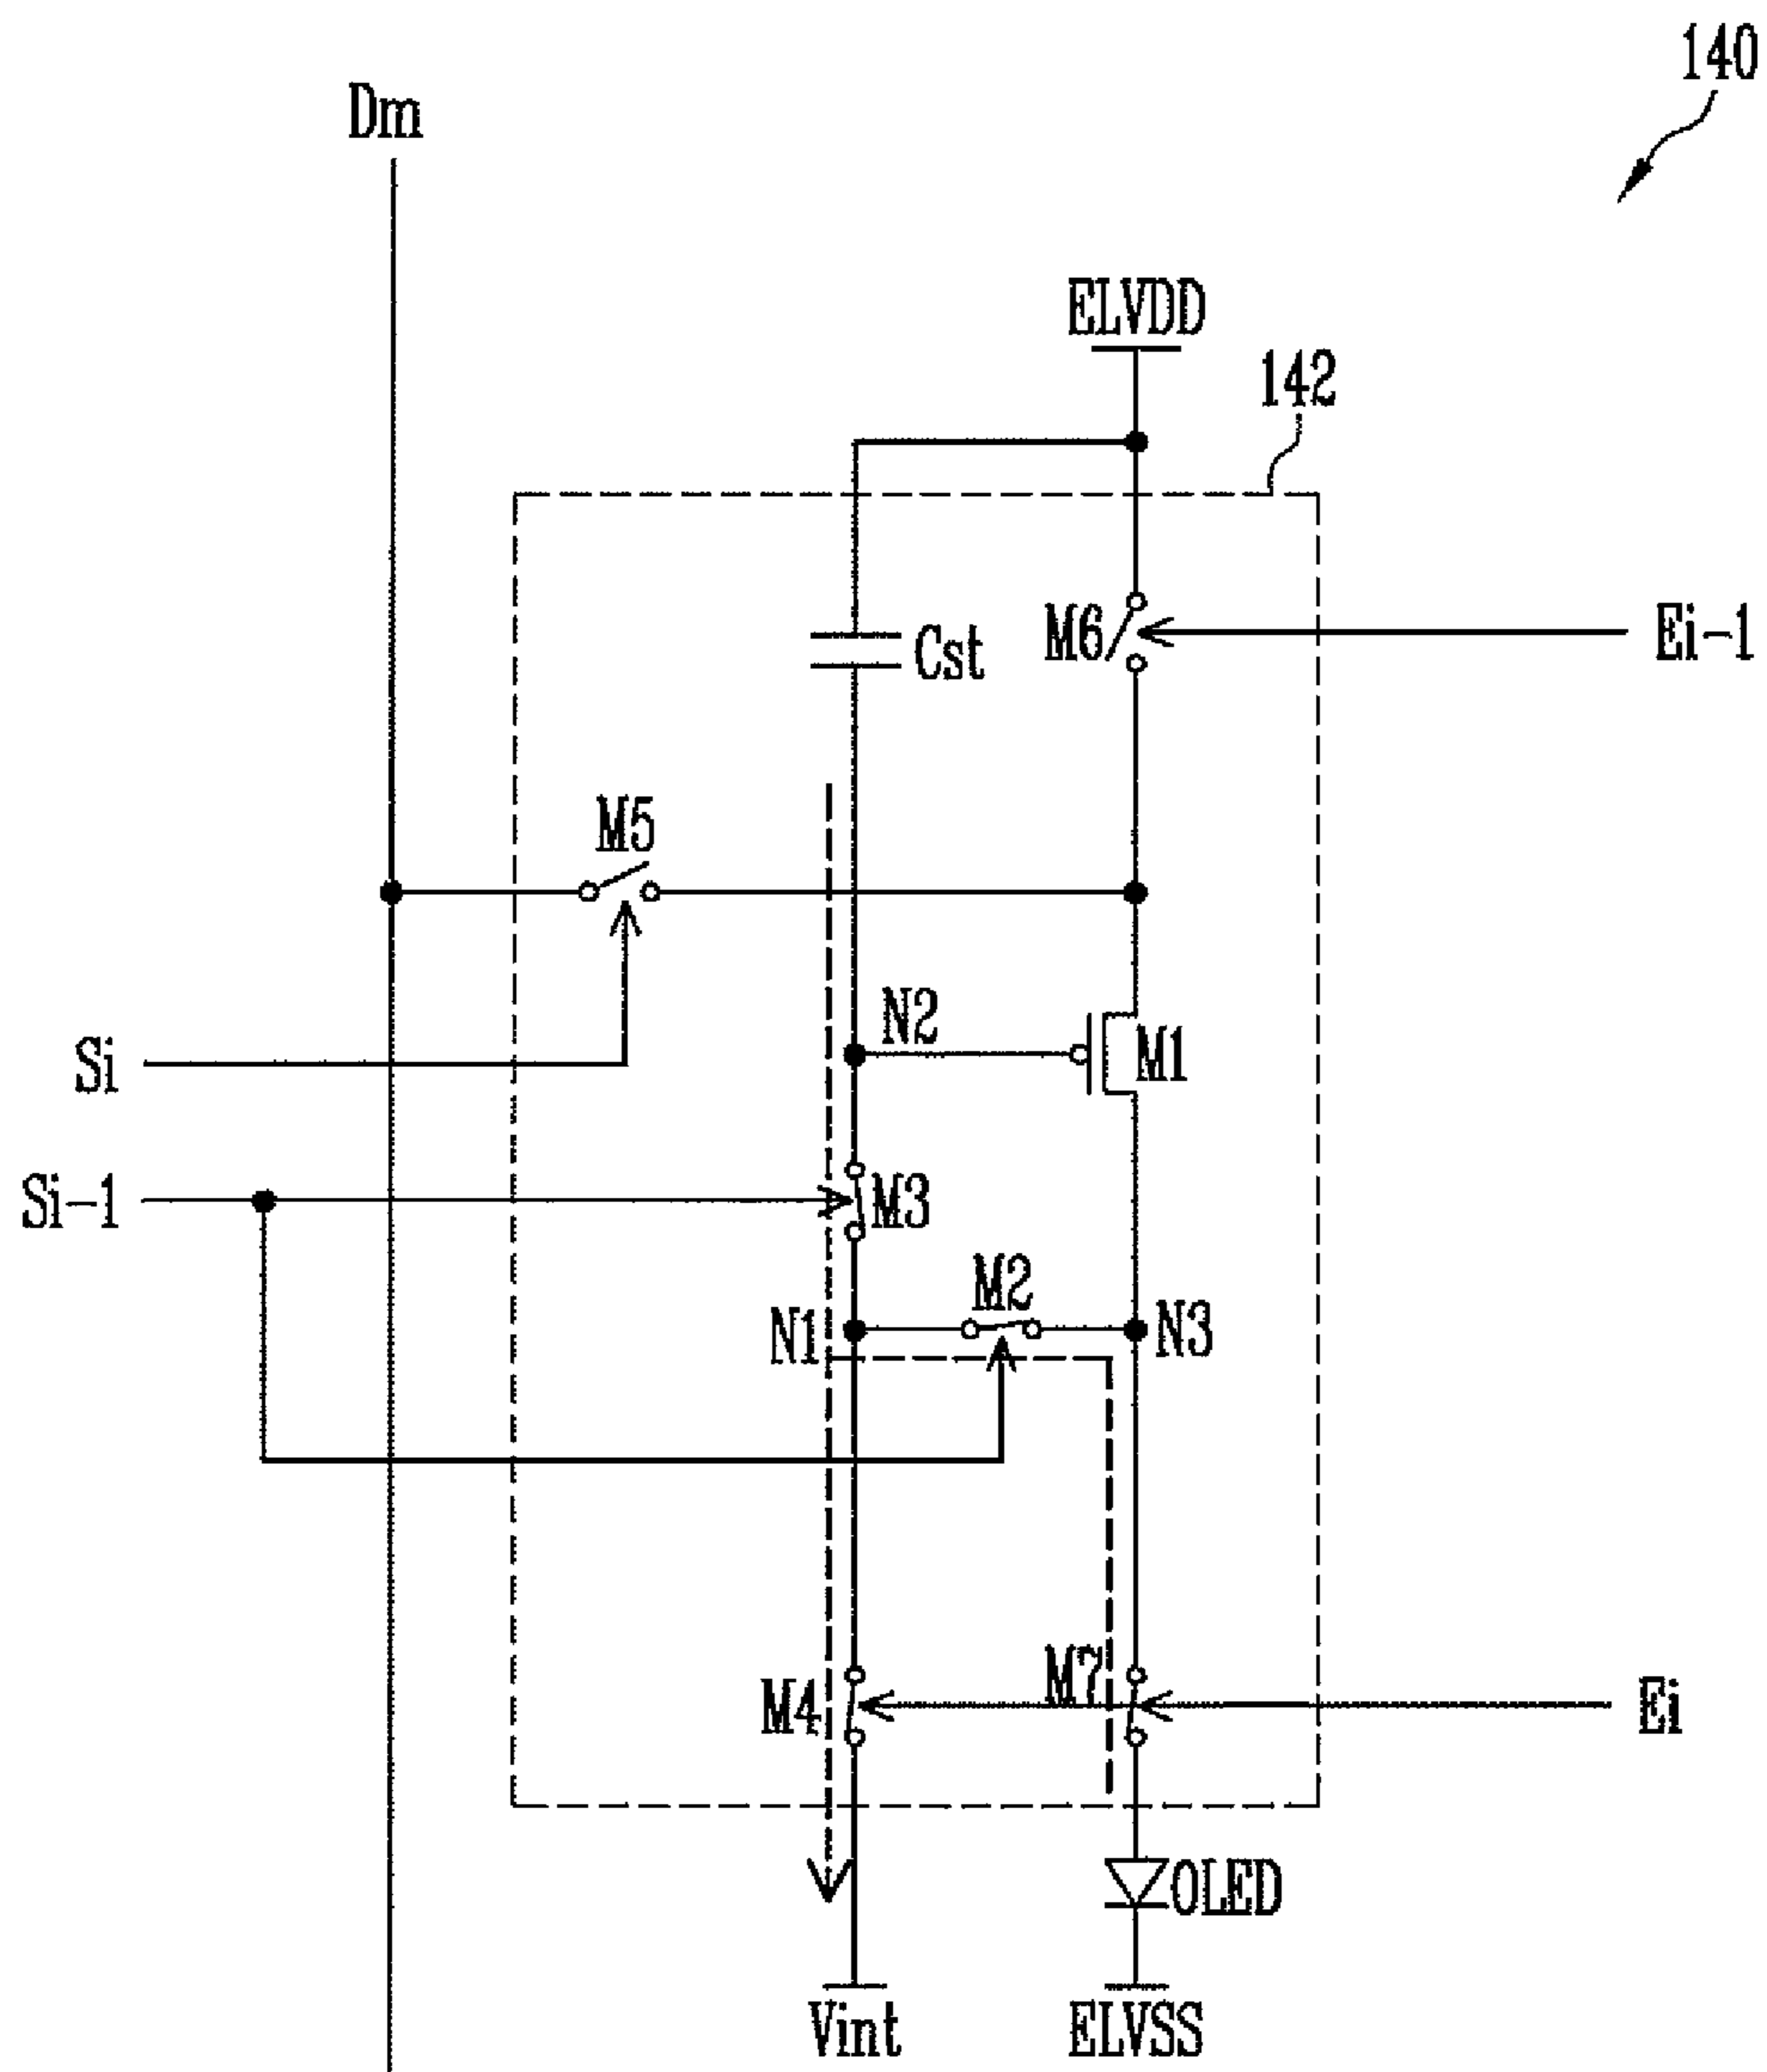 140
Dm
ELVDD
142
M6
Ei-1
Cst
M5
N2
M1
Si
Si-1
M3
M2
N1
N3
M4
M7
Ei
OLED
Vint
ELVSS